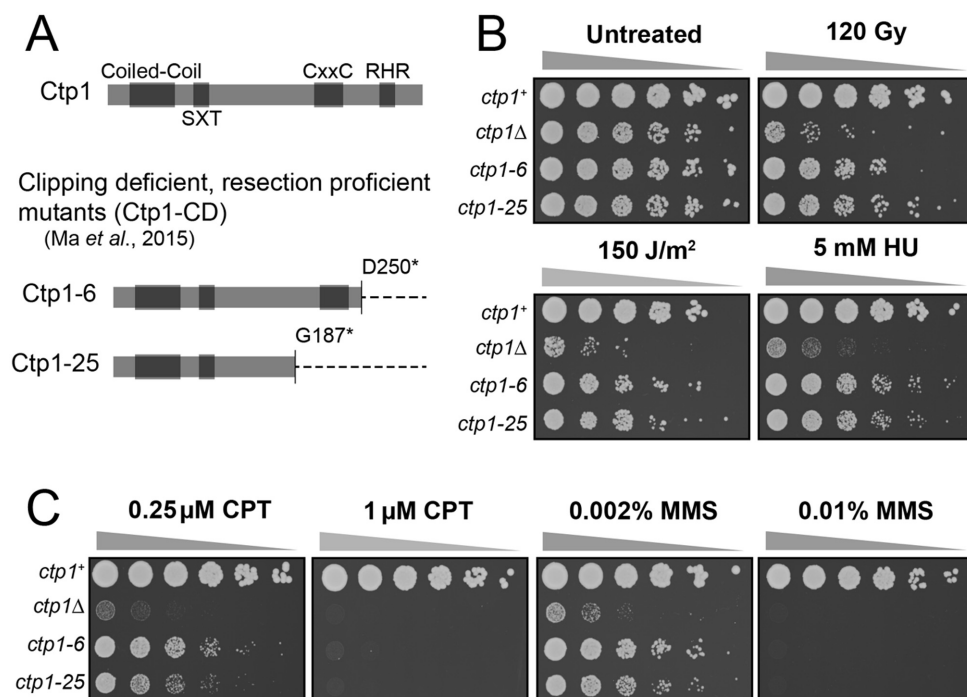 A
Coiled-Coil
CxxC
RHR
Ctp1
SXT
Clipping deficient, resection proficient
mutants (Ctp1-CD)
(Ma et al., 2015)
D250*
Ctp1-6
G187*
Ctp1-25
B
Untreated
120 Gy
ctp1+
ctp1Δ
ctp1-6
ctp1-25
150 J/m²
5 mM HU
ctp1+
ctp1Δ
ctp1-6
ctp1-25
C
0.25 µM CPT
1 µM CPT
0.002% MMS
0.01% MMS
ctp1+
ctp1Δ
ctp1-6
ctp1-25